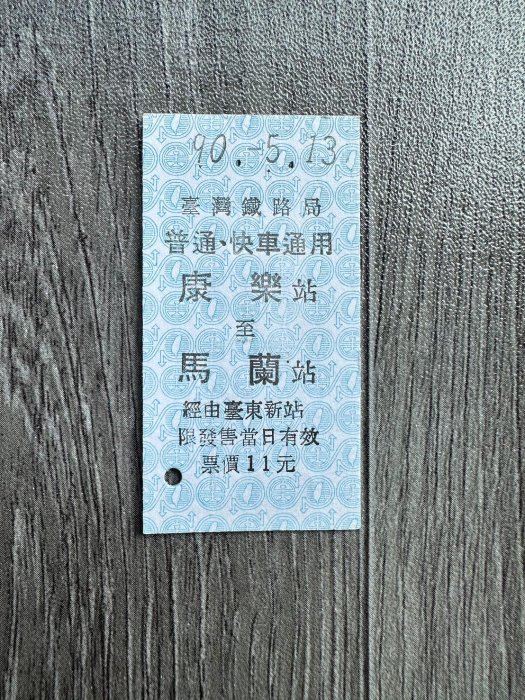 90.-5.13
臺灣鐵路局
普通、快車通用
康樂站
至
馬蘭站
經由臺東新站
限發售當日有效
票價11元